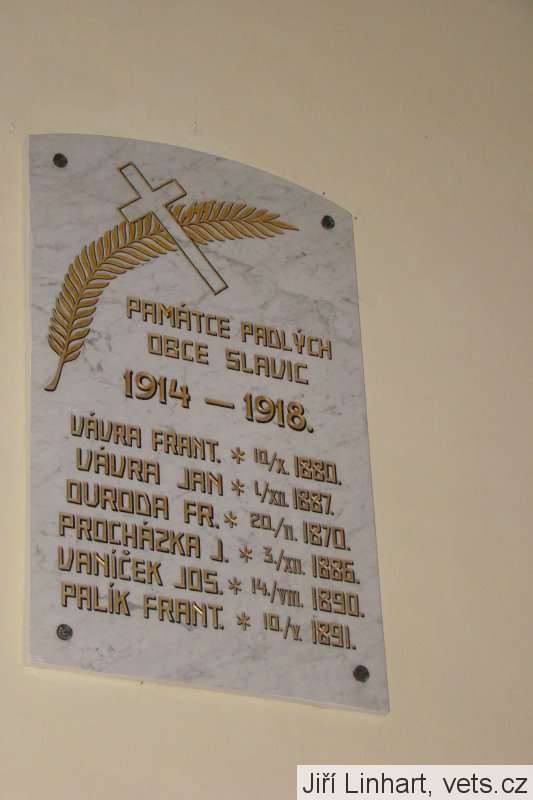 PAMÁTCE PADLÝCH
OBCE SLAVIC
1914 – 1918.
VÁVRA FRANT. * 10/X. 1880.
VÁVRA JAN * 1/XII. 1887.
OVRODA FR. * 20./II. 1870.
PROCHÁZKA J. * 3./XII. 1886.
VANÍČEK JOS. * 14/VIII. 1890.
PALÍK FRANT. * 10/V. 1891.
Jiří Linhart, vets.cz